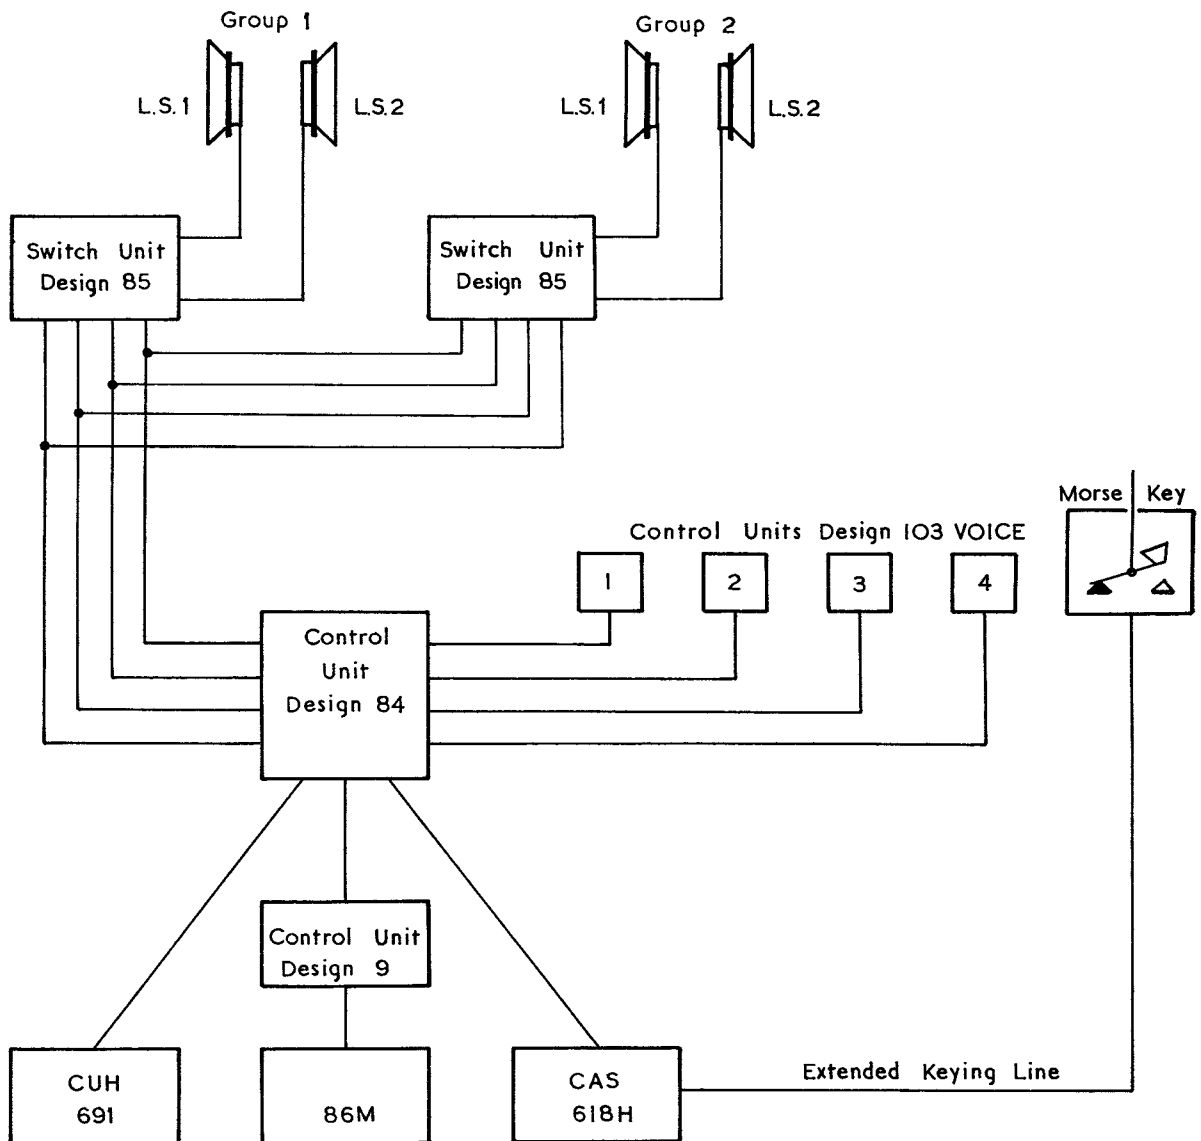 Group 1
Group 2
L.S.1
L.S.2
L.S.1
L.S.2
Switch Unit
Design 85
Switch Unit
Design 85
Morse Key
Control Units Design 103 VOICE
1
2
3
4
Control
Unit
Design 84
Control Unit
Design 9
CUH
691
86M
CAS
618H
Extended Keying Line